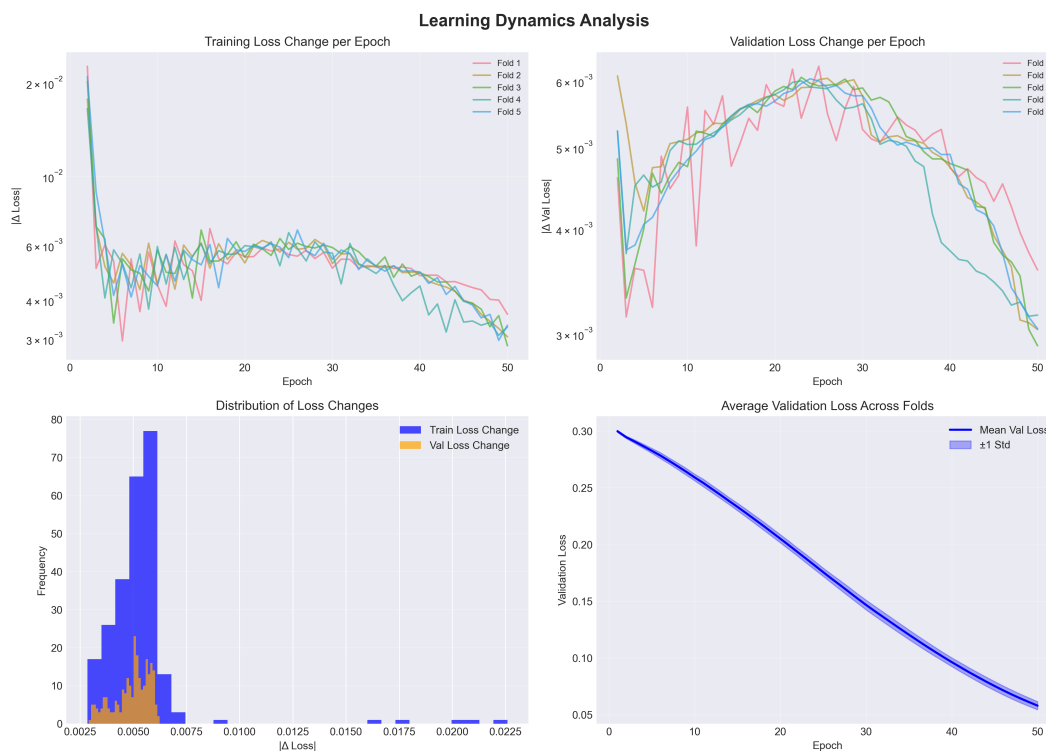 Learning Dynamics Analysis
Training Loss Change per Epoch
|Δ Loss|
2 × 10⁻²
10⁻²
6 × 10⁻³
4 × 10⁻³
3 × 10⁻³
Fold 1
Fold 2
Fold 3
Fold 4
Fold 5
0 10 20 30 40 50
Epoch
Validation Loss Change per Epoch
|Δ Val Loss|
6 × 10⁻³
5 × 10⁻³
4 × 10⁻³
3 × 10⁻³
Fold
Fold
Fold
Fold
Fold
0 10 20 30 40 50
Epoch
Distribution of Loss Changes
Frequency
80
70
60
50
40
30
20
10
0
Train Loss Change
Val Loss Change
0.0025 0.0050 0.0075 0.0100 0.0125 0.0150 0.0175 0.0200 0.0225
|Δ Loss|
Average Validation Loss Across Folds
Validation Loss
0.30
0.25
0.20
0.15
0.10
0.05
Mean Val Loss
±1 Std
0 10 20 30 40 50
Epoch